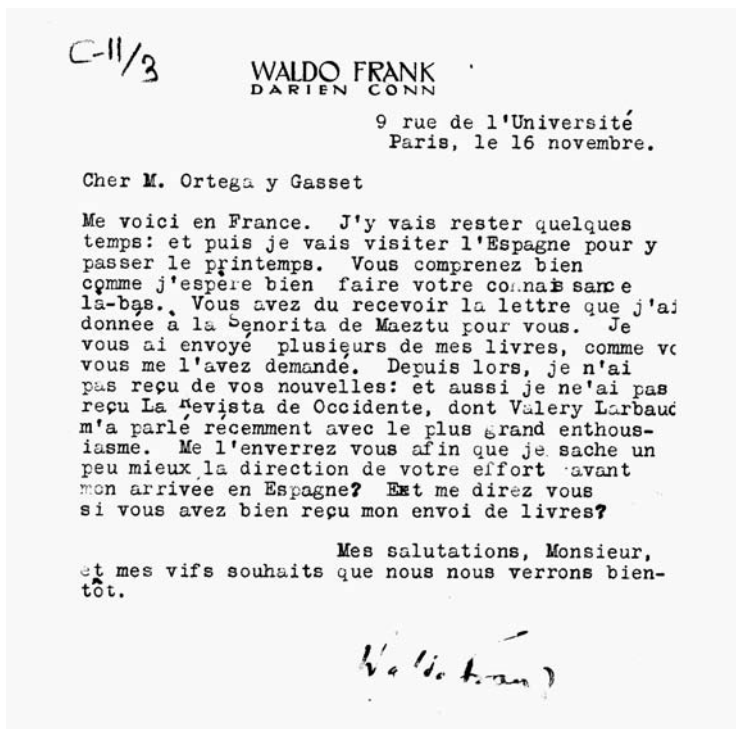 C-11/3
WALDO FRANK
DARIEN CONN
9 rue de l'Université
Paris, le 16 novembre.
Cher M. Ortega y Gasset
Me voici en France. J'y vais rester quelques
temps: et puis je vais visiter l'Espagne pour y
passer le printemps. Vous comprenez bien
comme j'espère bien faire votre connaissance
là-bas. Vous avez du recevoir la lettre que j'ai
donnée à la Senorita de Maeztu pour vous. Je
vous ai envoyé plusieurs de mes livres, comme vo
vous me l'avez demandé. Depuis lors, je n'ai
pas reçu de vos nouvelles: et aussi je ne'ai pas
reçu La Revista de Occidente, dont Valery Larbaud
m'a parlé récemment avec le plus grand enthous-
iasme. Me l'enverrez vous afin que je sache un
peu mieux la direction de votre effort avant
mon arrivée en Espagne? Et me direz vous
si vous avez bien reçu mon envoi de livres?
Mes salutations, Monsieur,
et mes vifs souhaits que nous nous verrons bien-
tôt.
Waldo Frank